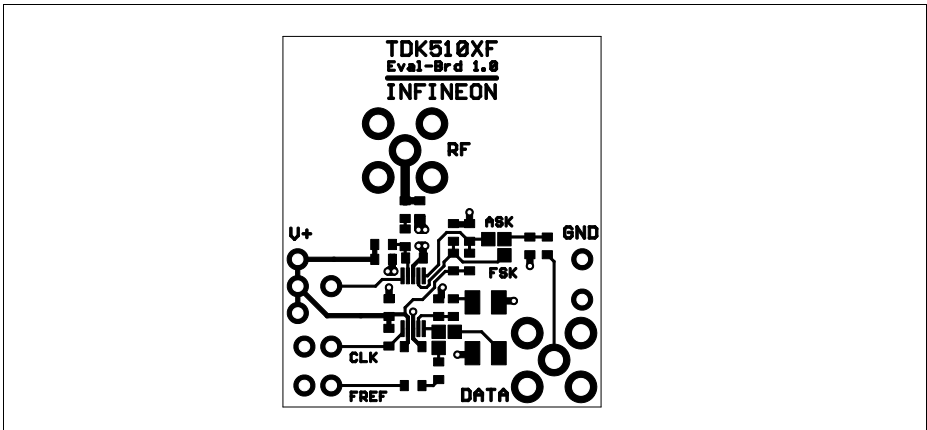 TDK510XF
Eval-Brd 1.0
INFINEON
RF
ASK
V+
GND
FSK
CLK
FREF
DATA